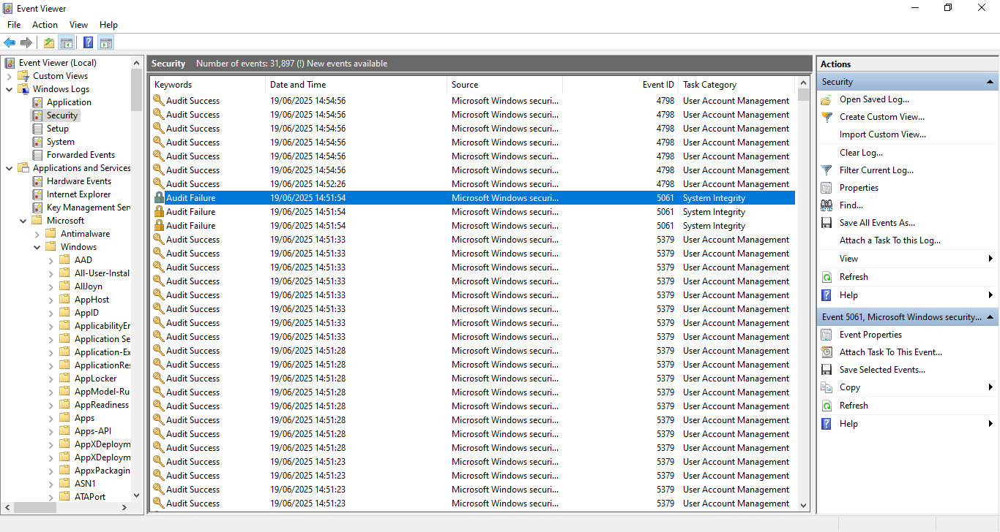 Event Viewer
File Action View Help
Event Viewer (Local)
Custom Views
Windows Logs
Application
Security
Setup
System
Forwarded Events
Applications and Services
Hardware Events
Internet Explorer
Key Management Ser
Microsoft
Antimalware
Windows
AAD
All-User-Instal
AllJoyn
AppHost
AppID
ApplicabilityEr
Application Se
Application-Ex
ApplicationRes
AppLocker
AppModel-Ru
AppReadiness
Apps
Apps-API
AppXDeploym
AppXDeploym
AppxPackagin
ASN1
ATAPort
Security Number of events: 31,897 (!) New events available
Keywords Date and Time Source Event ID Task Category
Audit Success 19/06/2025 14:54:56 Microsoft Windows securi... 4798 User Account Management
Audit Success 19/06/2025 14:54:56 Microsoft Windows securi... 4798 User Account Management
Audit Success 19/06/2025 14:54:56 Microsoft Windows securi... 4798 User Account Management
Audit Success 19/06/2025 14:54:56 Microsoft Windows securi... 4798 User Account Management
Audit Success 19/06/2025 14:54:56 Microsoft Windows securi... 4798 User Account Management
Audit Success 19/06/2025 14:54:56 Microsoft Windows securi... 4798 User Account Management
Audit Success 19/06/2025 14:52:26 Microsoft Windows securi... 4798 User Account Management
Audit Failure 19/06/2025 14:51:54 Microsoft Windows securi... 5061 System Integrity
Audit Failure 19/06/2025 14:51:54 Microsoft Windows securi... 5061 System Integrity
Audit Failure 19/06/2025 14:51:54 Microsoft Windows securi... 5061 System Integrity
Audit Success 19/06/2025 14:51:33 Microsoft Windows securi... 5379 User Account Management
Audit Success 19/06/2025 14:51:33 Microsoft Windows securi... 5379 User Account Management
Audit Success 19/06/2025 14:51:33 Microsoft Windows securi... 5379 User Account Management
Audit Success 19/06/2025 14:51:33 Microsoft Windows securi... 5379 User Account Management
Audit Success 19/06/2025 14:51:33 Microsoft Windows securi... 5379 User Account Management
Audit Success 19/06/2025 14:51:33 Microsoft Windows securi... 5379 User Account Management
Audit Success 19/06/2025 14:51:33 Microsoft Windows securi... 5379 User Account Management
Audit Success 19/06/2025 14:51:33 Microsoft Windows securi... 5379 User Account Management
Audit Success 19/06/2025 14:51:28 Microsoft Windows securi... 5379 User Account Management
Audit Success 19/06/2025 14:51:28 Microsoft Windows securi... 5379 User Account Management
Audit Success 19/06/2025 14:51:28 Microsoft Windows securi... 5379 User Account Management
Audit Success 19/06/2025 14:51:28 Microsoft Windows securi... 5379 User Account Management
Audit Success 19/06/2025 14:51:28 Microsoft Windows securi... 5379 User Account Management
Audit Success 19/06/2025 14:51:28 Microsoft Windows securi... 5379 User Account Management
Audit Success 19/06/2025 14:51:28 Microsoft Windows securi... 5379 User Account Management
Audit Success 19/06/2025 14:51:28 Microsoft Windows securi... 5379 User Account Management
Audit Success 19/06/2025 14:51:23 Microsoft Windows securi... 5379 User Account Management
Audit Success 19/06/2025 14:51:23 Microsoft Windows securi... 5379 User Account Management
Audit Success 19/06/2025 14:51:23 Microsoft Windows securi... 5379 User Account Management
Audit Success 19/06/2025 14:51:23 Microsoft Windows securi... 5379 User Account Management
Actions
Security
Open Saved Log...
Create Custom View...
Import Custom View...
Clear Log...
Filter Current Log...
Properties
Find...
Save All Events As...
Attach a Task To this Log...
View
Refresh
Help
Event 5061, Microsoft Windows security...
Event Properties
Attach Task To This Event...
Save Selected Events...
Copy
Refresh
Help